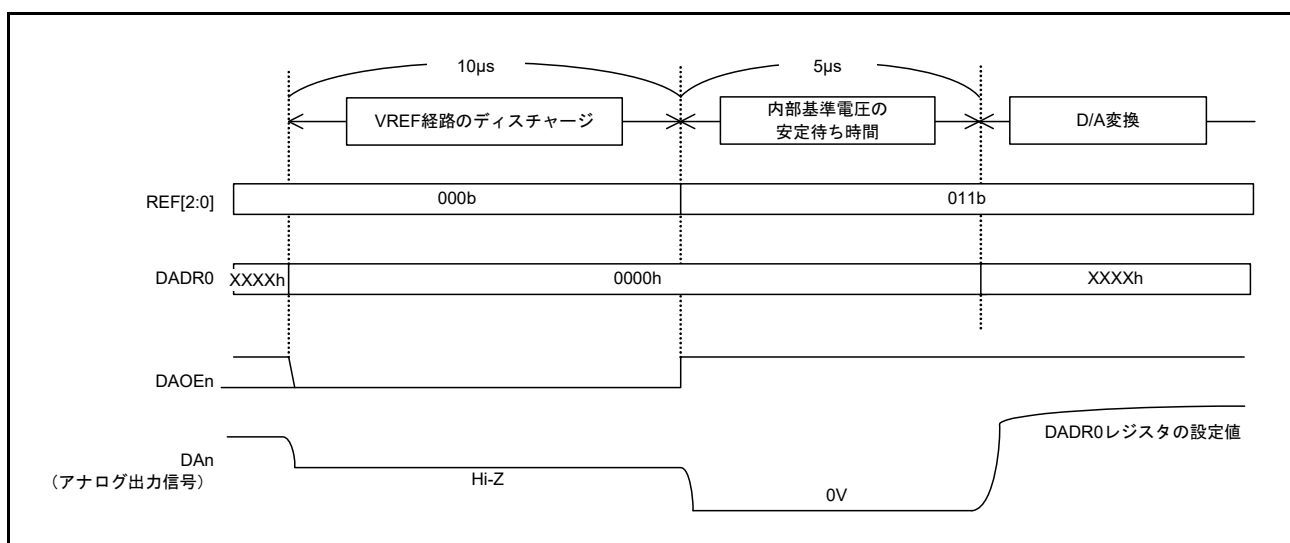 10µs
5µs
VREF経路のディスチャージ
内部基準電圧の
安定待ち時間
D/A変換
REF[2:0]
000b
011b
DADR0
XXXXh
0000h
XXXXh
DAOEn
DAn
（アナログ出力信号）
Hi-Z
0V
DADR0レジスタの設定値